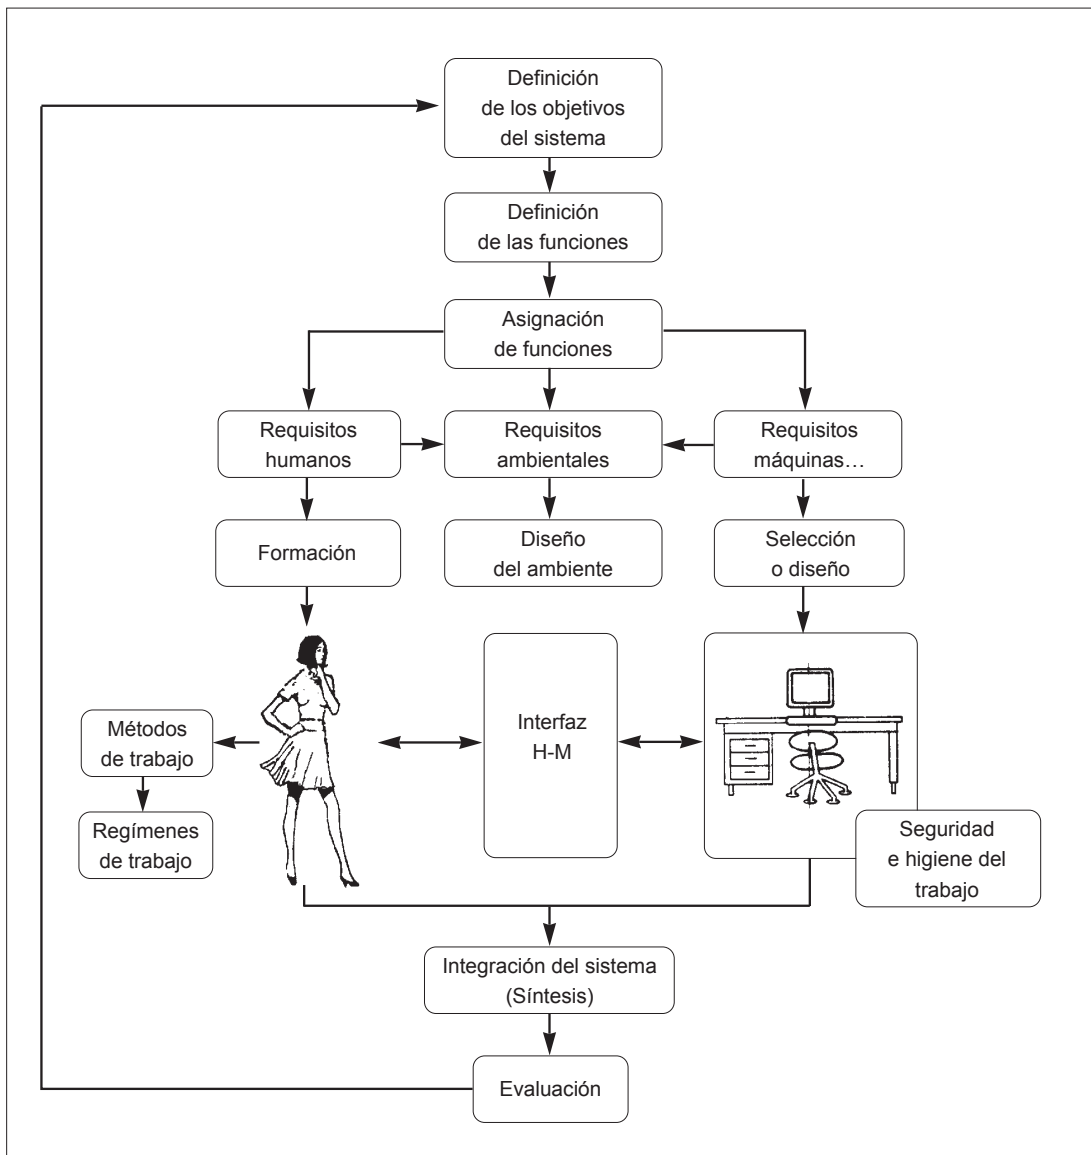 Definición
de los objetivos
del sistema
Definición
de las funciones
Asignación
de funciones
Requisitos
humanos
Requisitos
ambientales
Requisitos
máquinas…
Formación
Diseño
del ambiente
Selección
o diseño
Métodos
de trabajo
Regímenes
de trabajo
Interfaz
H-M
Seguridad
e higiene del
trabajo
Integración del sistema
(Síntesis)
Evaluación